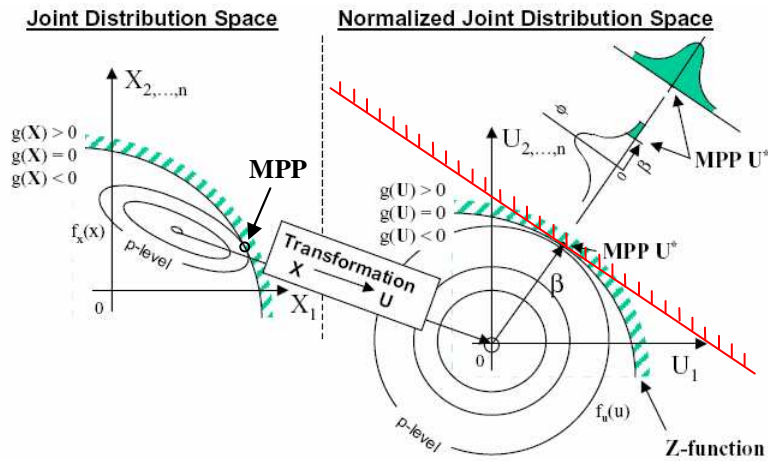 Joint Distribution Space
Normalized Joint Distribution Space
X2,…,n
g(X) > 0
g(X) = 0
g(X) < 0
MPP
fx(x)
p-level
0
X1
Transformation
X
U
U2,…,n
g(U) > 0
g(U) = 0
g(U) < 0
ϕ
0
β
MPP U*
MPP U*
β
0
U1
fu(u)
p-level
Z-function